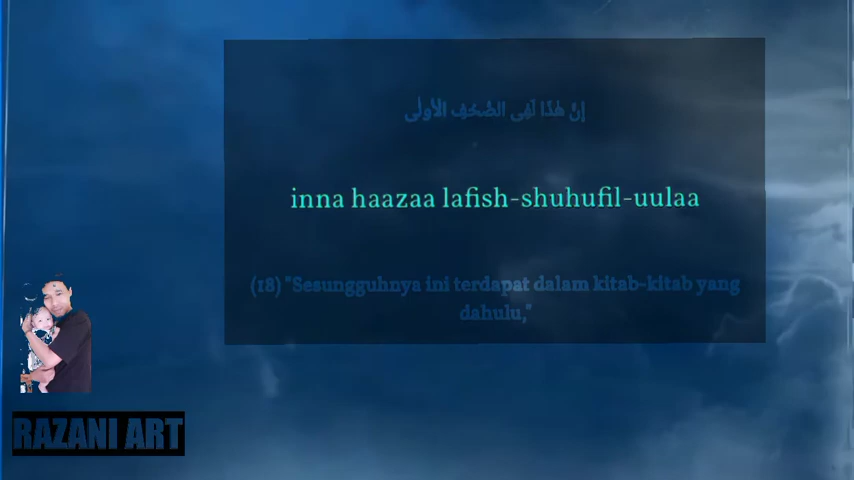 إِنَّ هَٰذَا لَفِى الصُّحُفِ الْأُولَىٰ
inna haazaa lafish-shuhufil-uulaa
(18) "Sesungguhnya ini terdapat dalam kitab-kitab yang
dahulu,"
RAZANI ART